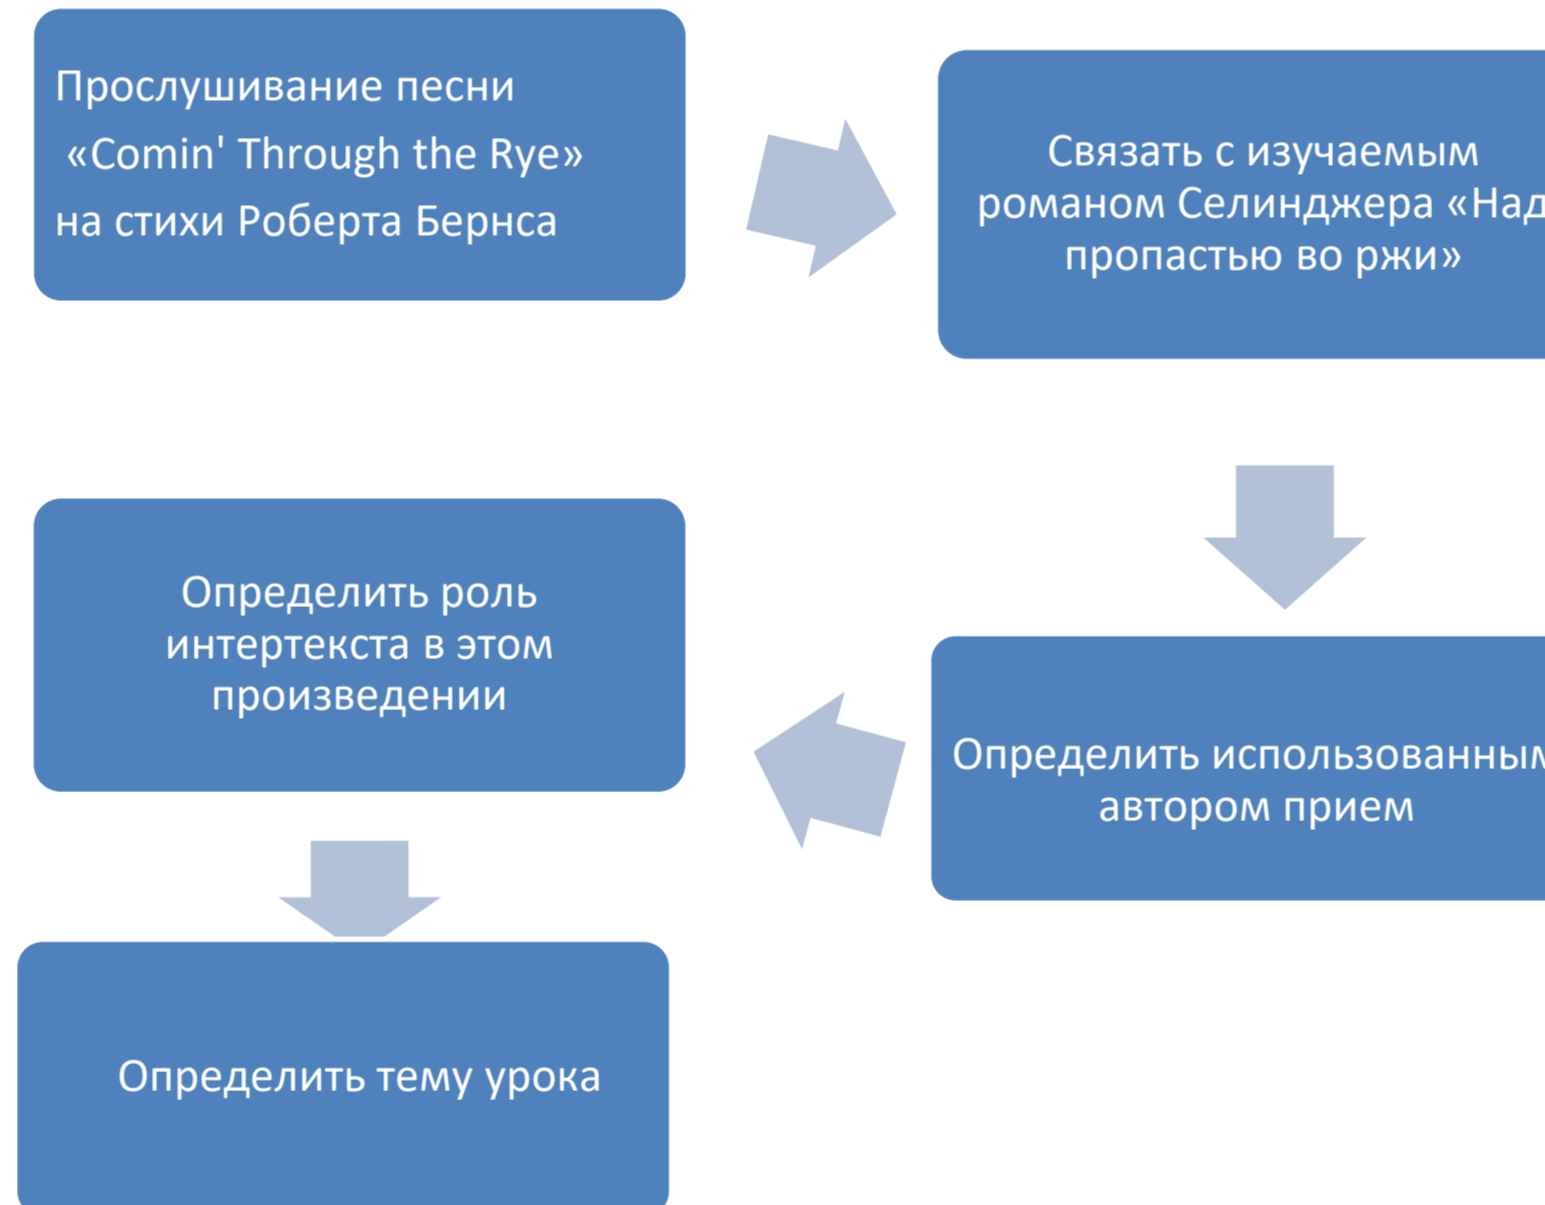 Прослушивание песни
«Comin' Through the Rye»
на стихи Роберта Бернса
Связать с изучаемым
романом Селинджера «Над
пропастью во ржи»
Определить использованным
автором прием
Определить роль
интертекста в этом
произведении
Определить тему урока